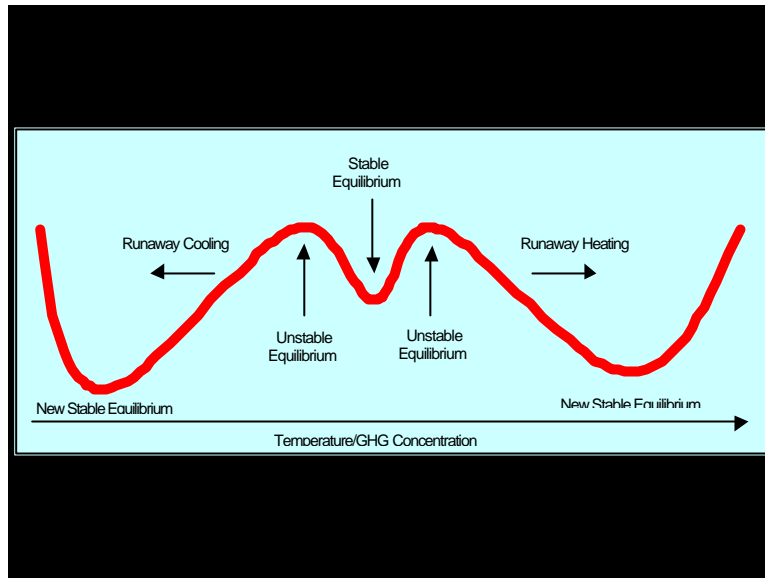 Stable
Equilibrium
Runaway Cooling
Runaway Heating
Unstable
Equilibrium
Unstable
Equilibrium
New Stable Equilibrium
New Stable Equilibrium
Temperature/GHG Concentration